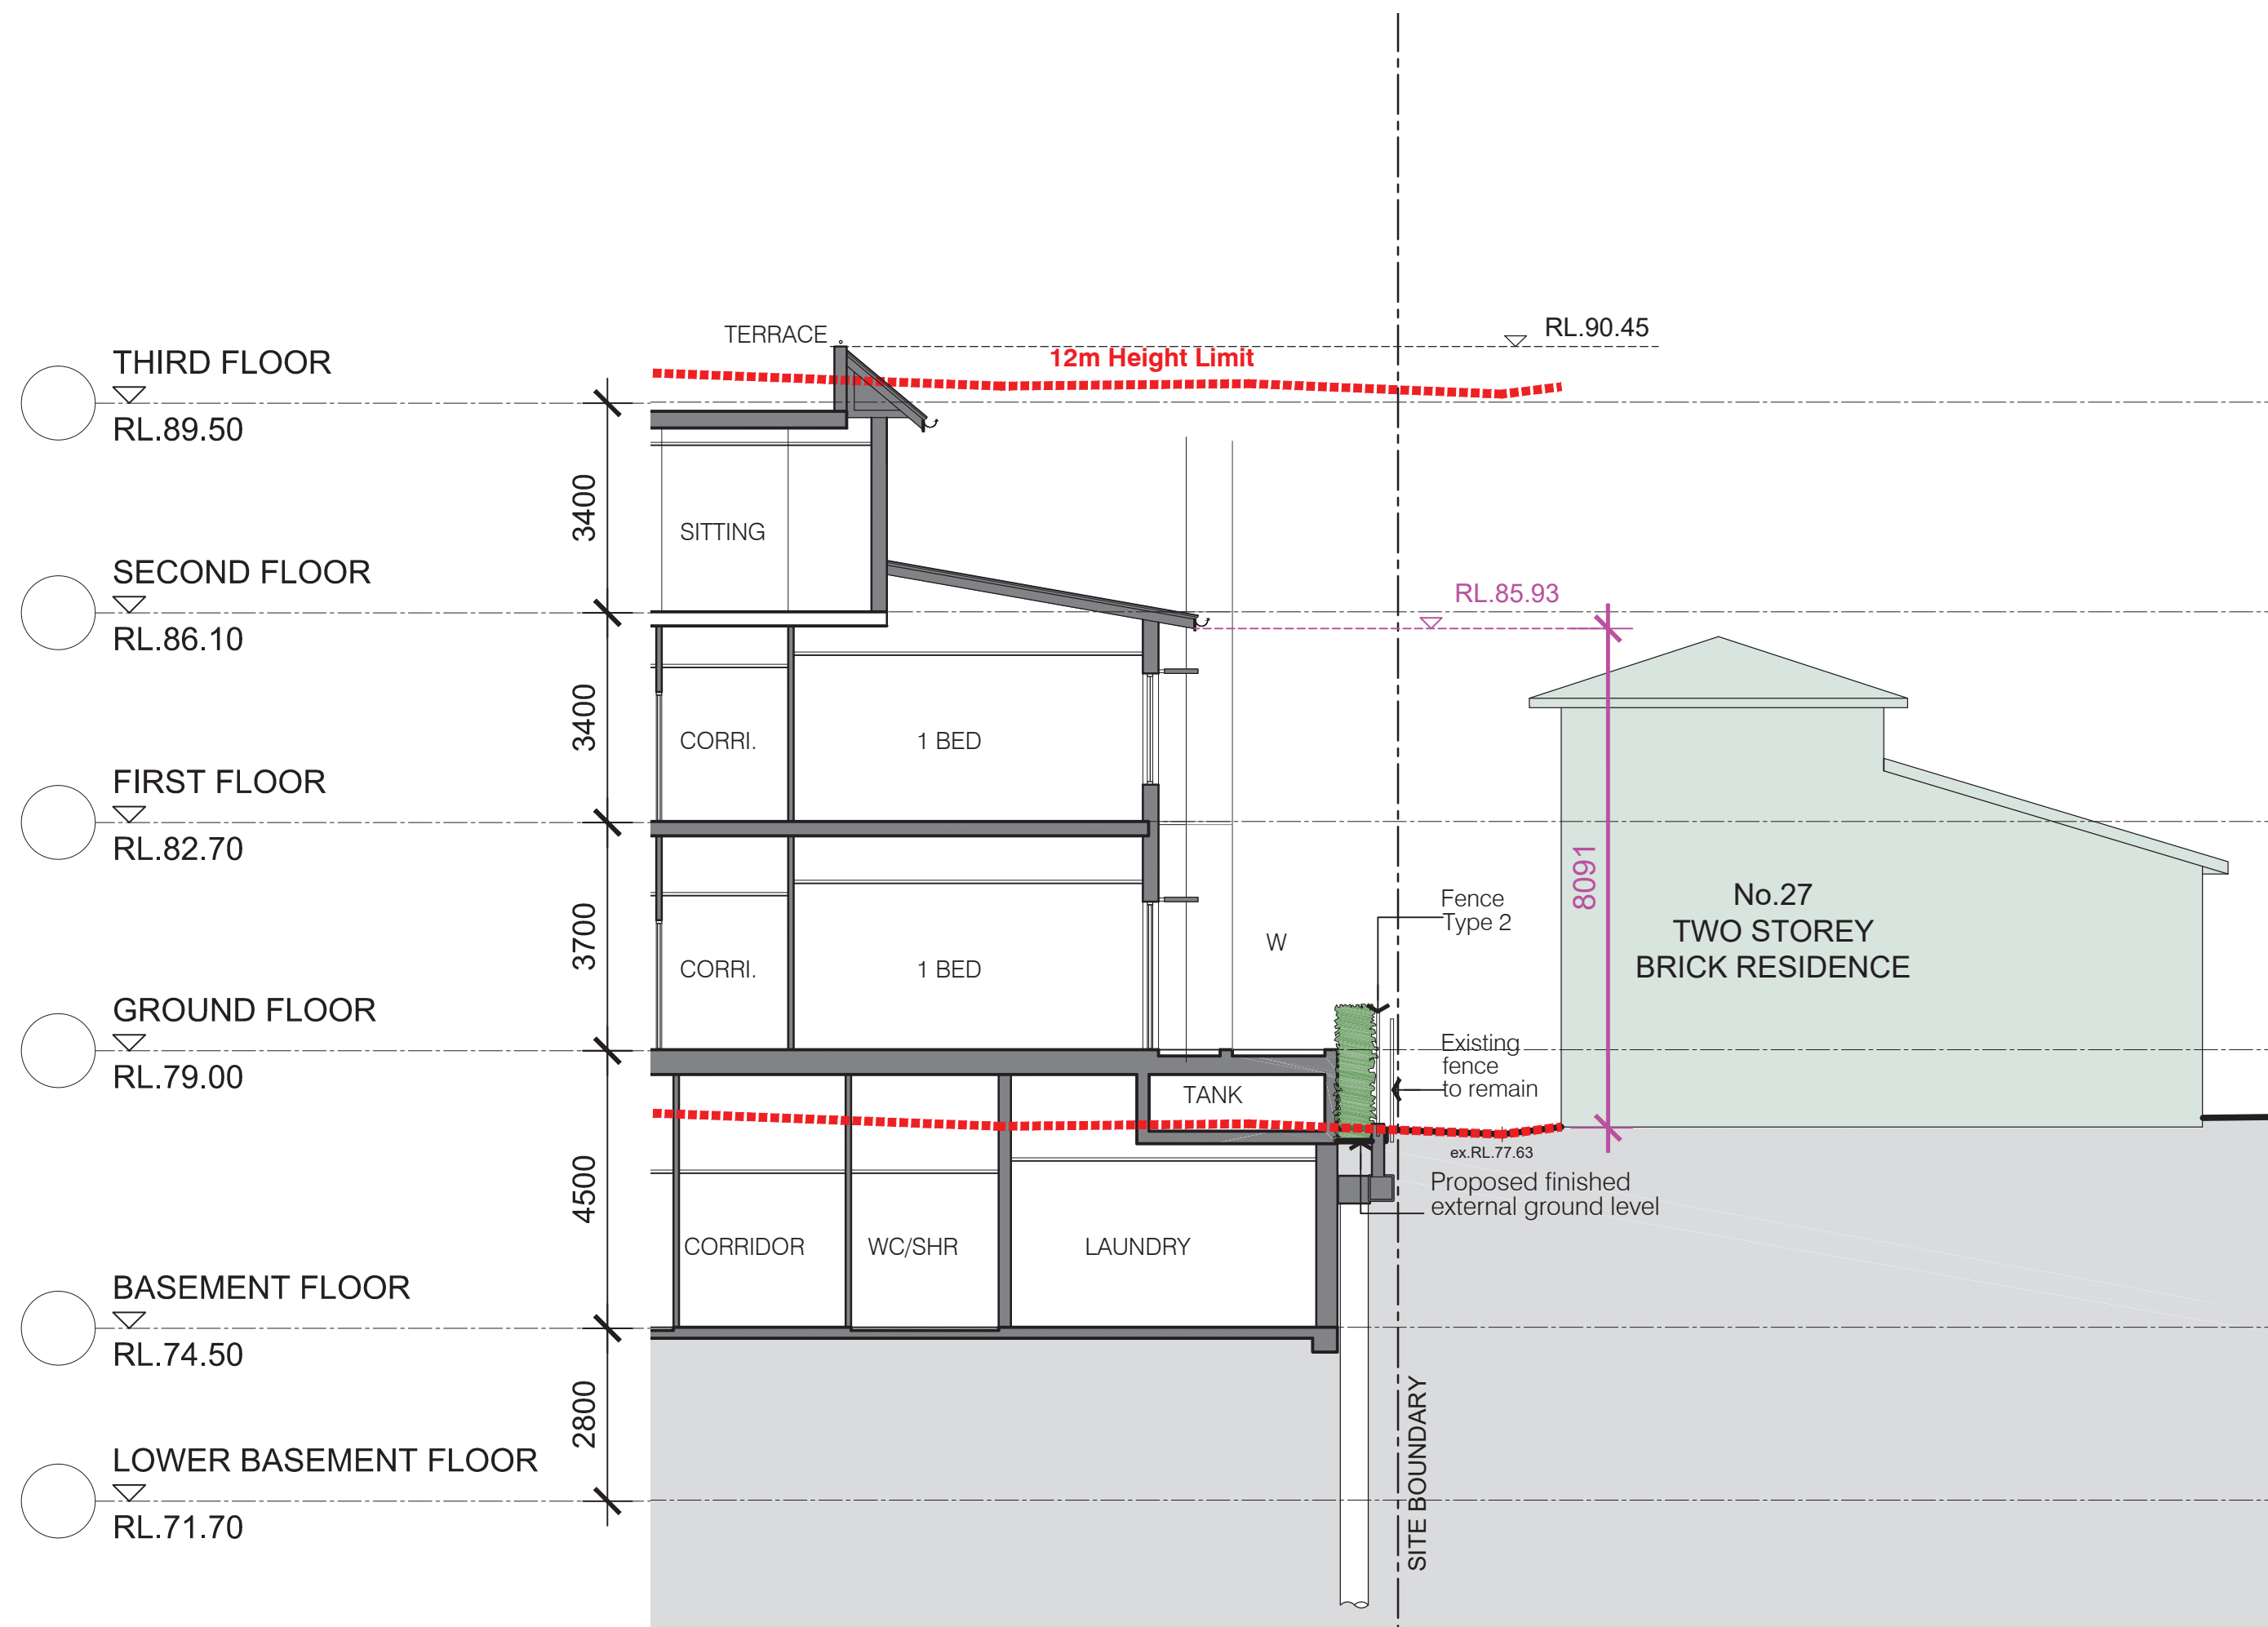 TERRACE
RL.90.45
12m Height Limit
THIRD FLOOR
RL.89.50
3400
SITTING
SECOND FLOOR
RL.86.10
RL.85.93
3400
CORRI.
1 BED
FIRST FLOOR
RL.82.70
8091
No.27
TWO STOREY
BRICK RESIDENCE
Fence
Type 2
3700
CORRI.
1 BED
W
GROUND FLOOR
RL.79.00
Existing
fence
to remain
TANK
ex.RL.77.63
Proposed finished
external ground level
4500
CORRIDOR
WC/SHR
LAUNDRY
BASEMENT FLOOR
RL.74.50
2800
SITE BOUNDARY
LOWER BASEMENT FLOOR
RL.71.70